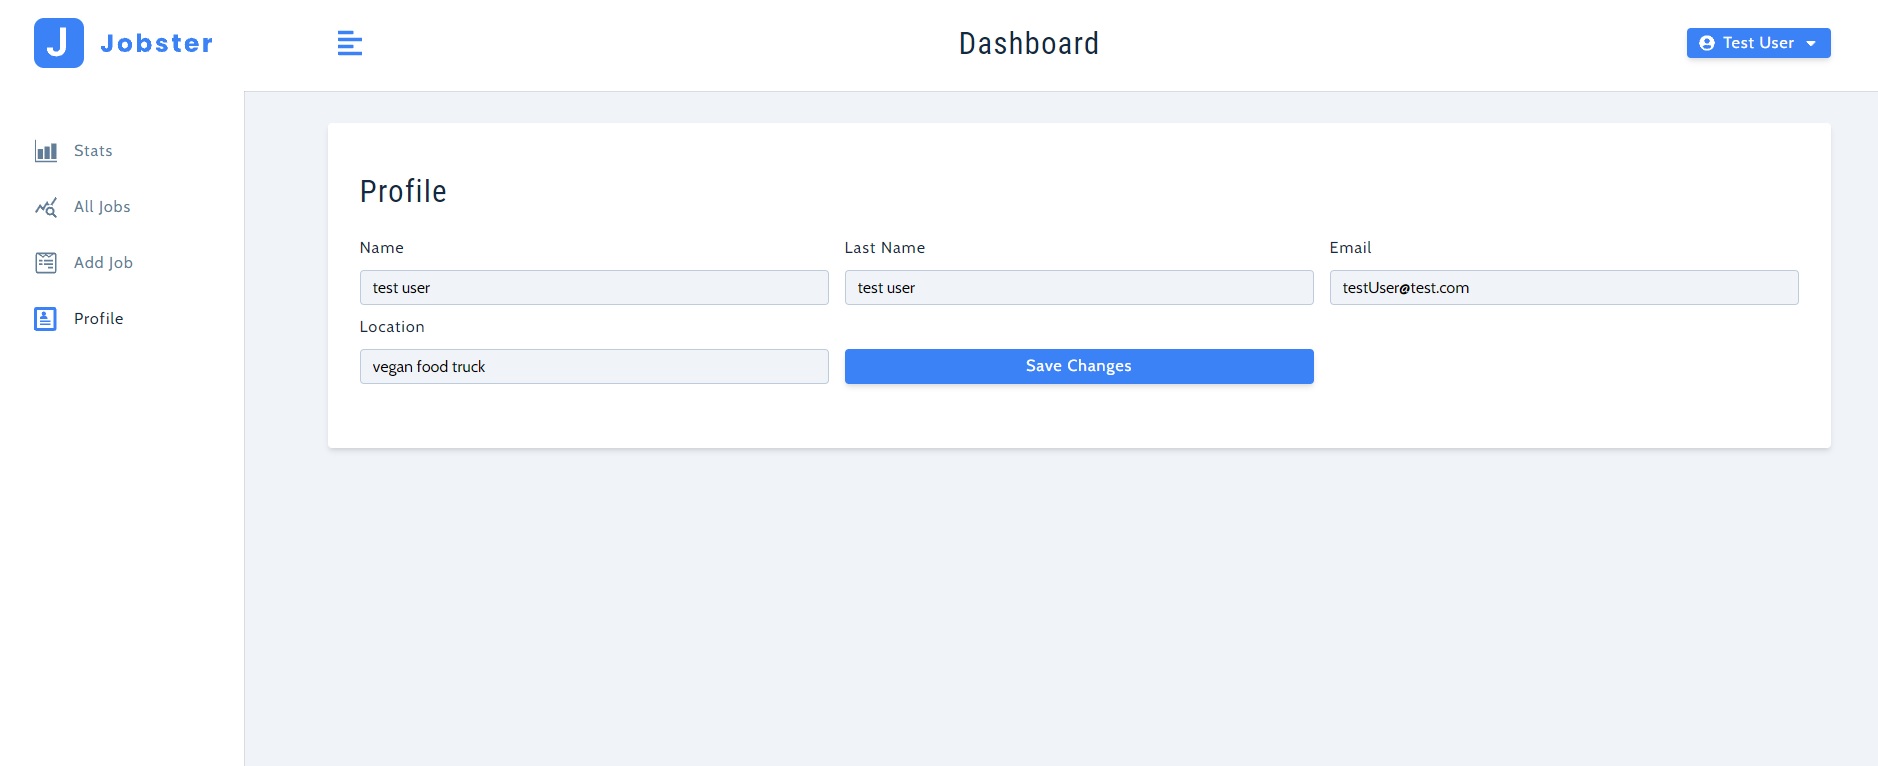 J Jobster
Dashboard
Test User
Stats
All Jobs
Add Job
Profile
Profile
Name
Last Name
Email
test user
test user
testUser@test.com
Location
vegan food truck
Save Changes